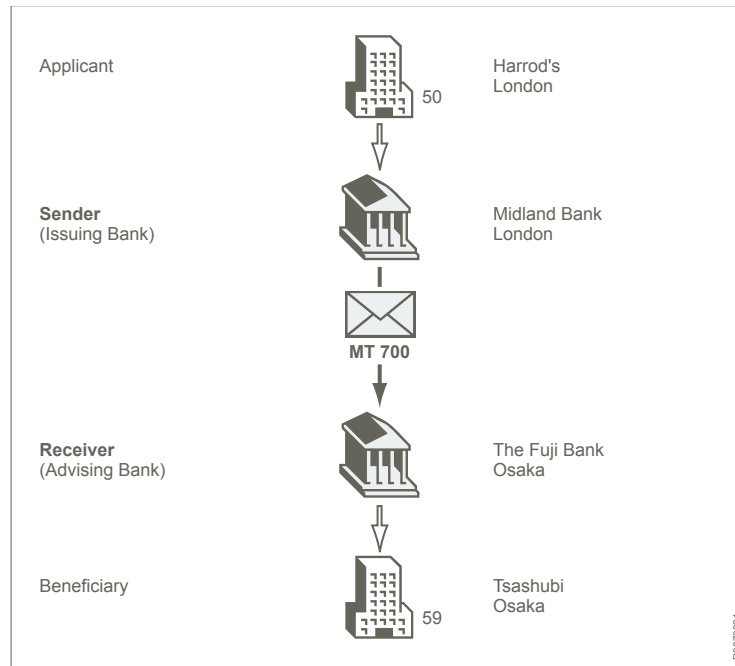 Applicant
50
Harrod's
London
Sender
(Issuing Bank)
Midland Bank
London
MT 700
Receiver
(Advising Bank)
The Fuji Bank
Osaka
Beneficiary
59
Tsashubi
Osaka